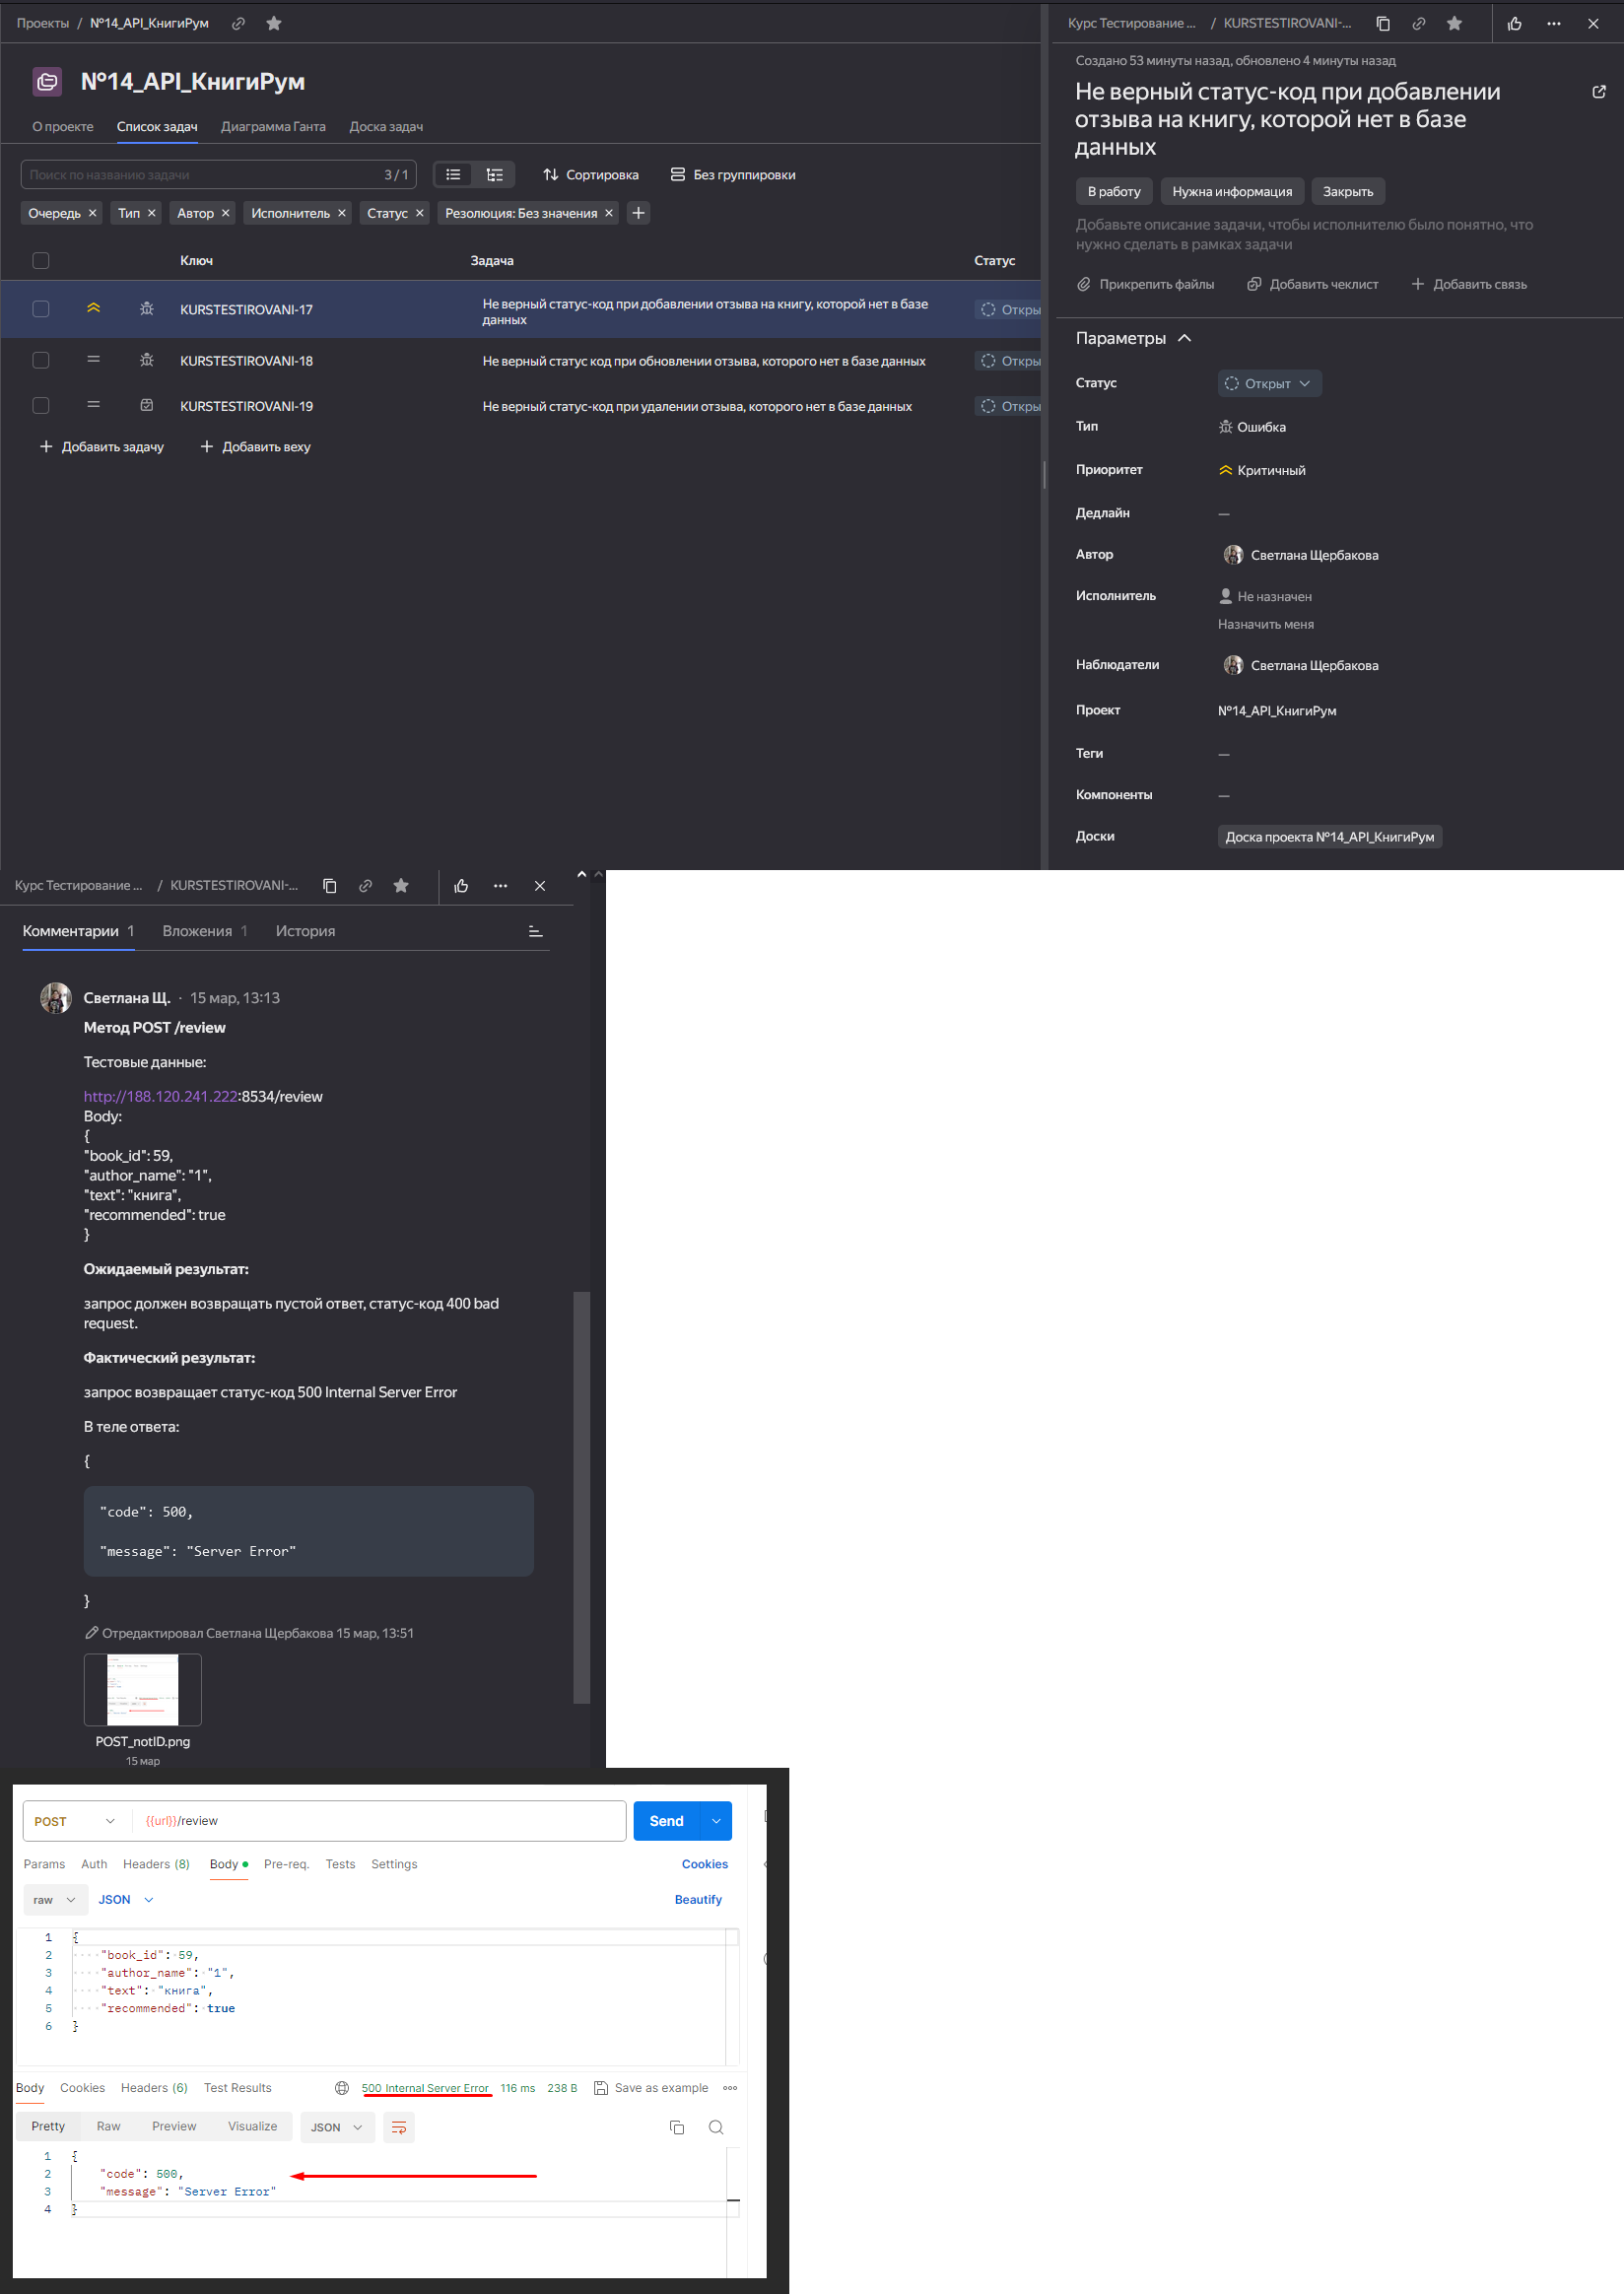 Проекты / №14_API_КнигиРум
№14_API_КнигиРум
О проекте Список задач Диаграмма Ганта Доска задач
Поиск по названию задачи 3 / 1 Сортировка Без группировки
Очередь × Тип × Автор × Исполнитель × Статус × Резолюция: Без значения × +
Ключ Задача Статус
KURSTESTIROVANI-17 Не верный статус-код при добавлении отзыва на книгу, которой нет в базе Откры
данных
KURSTESTIROVANI-18 Не верный статус код при обновлении отзыва, которого нет в базе данных Откры
KURSTESTIROVANI-19 Не верный статус-код при удалении отзыва, которого нет в базе данных Откры
+ Добавить задачу + Добавить веху
Курс Тестирование ... / KURSTESTIROVANI-...
Создано 53 минуты назад, обновлено 4 минуты назад
Не верный статус-код при добавлении
отзыва на книгу, которой нет в базе
данных
В работу Нужна информация Закрыть
Добавьте описание задачи, чтобы исполнителю было понятно, что
нужно сделать в рамках задачи
Прикрепить файлы Добавить чеклист + Добавить связь
Параметры
Статус Открыт
Тип Ошибка
Приоритет Критичный
Дедлайн —
Автор Светлана Щербакова
Исполнитель Не назначен
Назначить меня
Наблюдатели Светлана Щербакова
Проект №14_API_КнигиРум
Теги —
Компоненты —
Доски Доска проекта №14_API_КнигиРум
Курс Тестирование ... / KURSTESTIROVANI-...
Комментарии 1 Вложения 1 История
Светлана Щ. · 15 мар, 13:13
Метод POST /review
Тестовые данные:
http://188.120.241.222:8534/review
Body:
{
"book_id": 59,
"author_name": "1",
"text": "книга",
"recommended": true
}
Ожидаемый результат:
запрос должен возвращать пустой ответ, статус-код 400 bad
request.
Фактический результат:
запрос возвращает статус-код 500 Internal Server Error
В теле ответа:
{
"code": 500,
"message": "Server Error"
}
Отредактировал Светлана Щербакова 15 мар, 13:51
POST_notID.png
15 мар
POST {{url}}/review Send
Params Auth Headers (8) Body Pre-req. Tests Settings Cookies
raw JSON Beautify
1 {
2 "book_id": 59,
3 "author_name": "1",
4 "text": "книга",
5 "recommended": true
6 }
Body Cookies Headers (6) Test Results 500 Internal Server Error 116 ms 238 B Save as example
Pretty Raw Preview Visualize JSON
1 {
2 "code": 500,
3 "message": "Server Error"
4 }